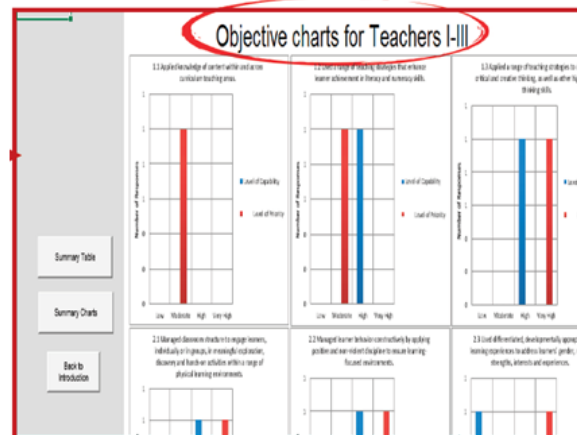 Objective charts for Teachers I-III
1.1 Applied knowledge of content within and across
curriculum teaching areas.
1.2 Used a range of teaching strategies that enhance
learner achievement in literacy and numeracy skills.
1.3 Applied a range of teaching strategies to
critical and creative thinking, as well as other
thinking skills.
Number of Responses
Number of Responses
Number of Responses
Level of Capability
Level of Priority
Level of Capability
Level of Priority
Low Moderate High Very High
Low Moderate High Very High
Low Moderate High Very High
Summary Table
Summary Charts
Back to
Introduction
2.1 Managed classroom structure to engage learners,
individually or in groups, in meaningful exploration,
discovery and hands-on activities within a range of
physical learning environments.
2.2 Managed learner behavior constructively by applying
positive and non-violent discipline to ensure learning-
focused environments.
2.3 Used differentiated, developmentally
learning experiences to address learners' gender,
strengths, interests and experiences.